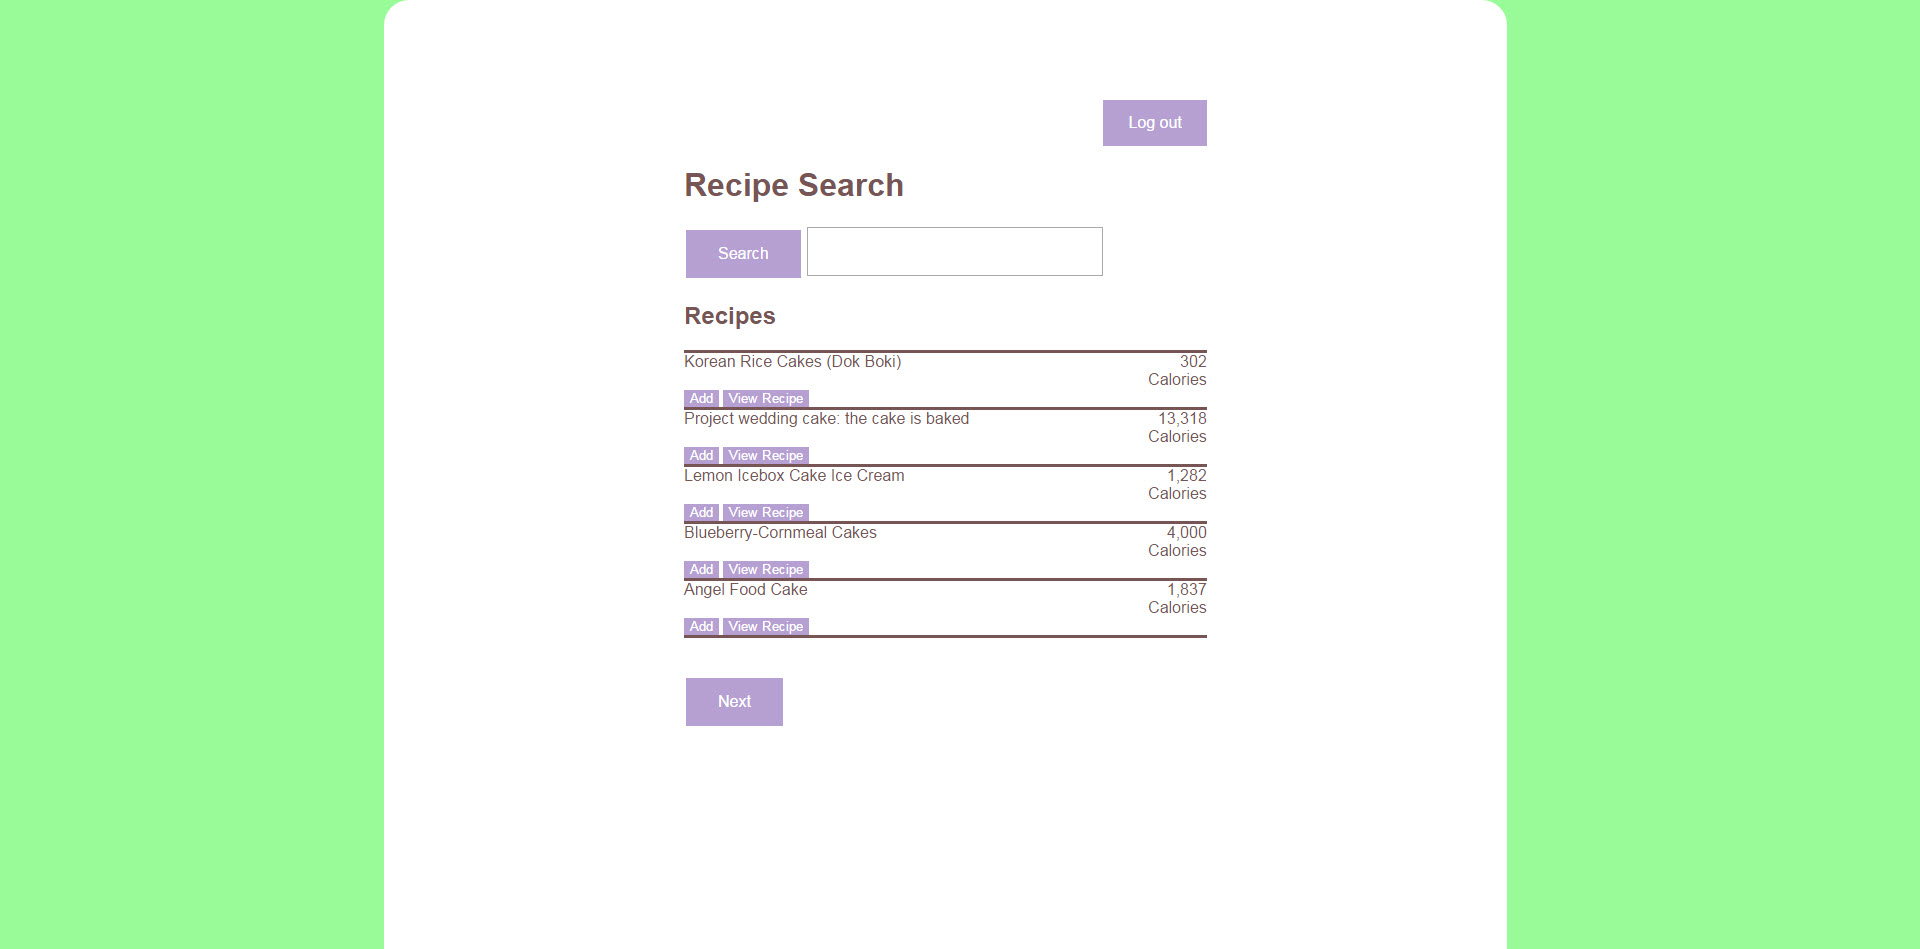 Log out
Recipe Search
Search
Recipes
Korean Rice Cakes (Dok Boki) 302
Calories
Add View Recipe
Project wedding cake: the cake is baked 13,318
Calories
Add View Recipe
Lemon Icebox Cake Ice Cream 1,282
Calories
Add View Recipe
Blueberry-Cornmeal Cakes 4,000
Calories
Add View Recipe
Angel Food Cake 1,837
Calories
Add View Recipe
Next